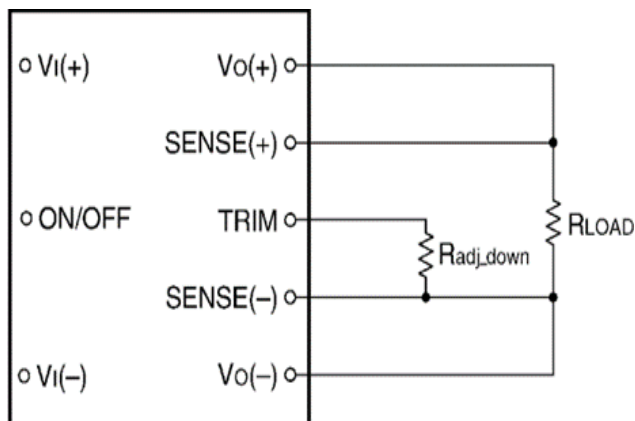 VI(+) VO(+)
SENSE(+)
ON/OFF TRIM RLOAD
Radj_down
SENSE(−)
VI(−) VO(−)